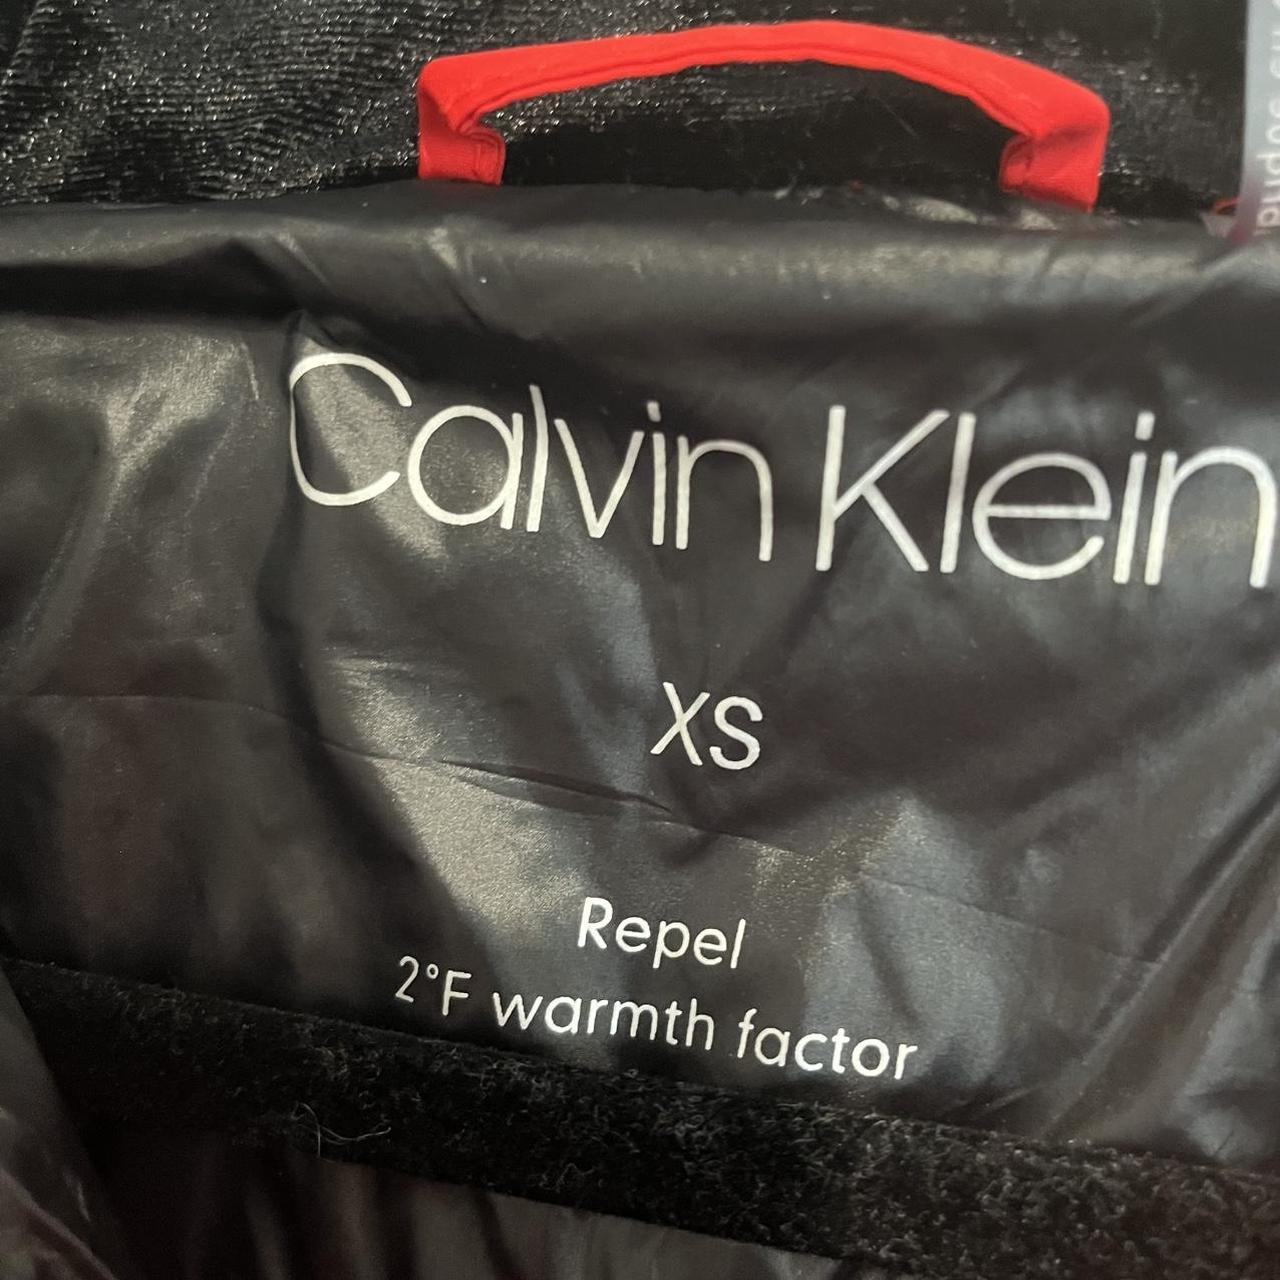 Calvin Klein
XS
Repel
2°F warmth factor